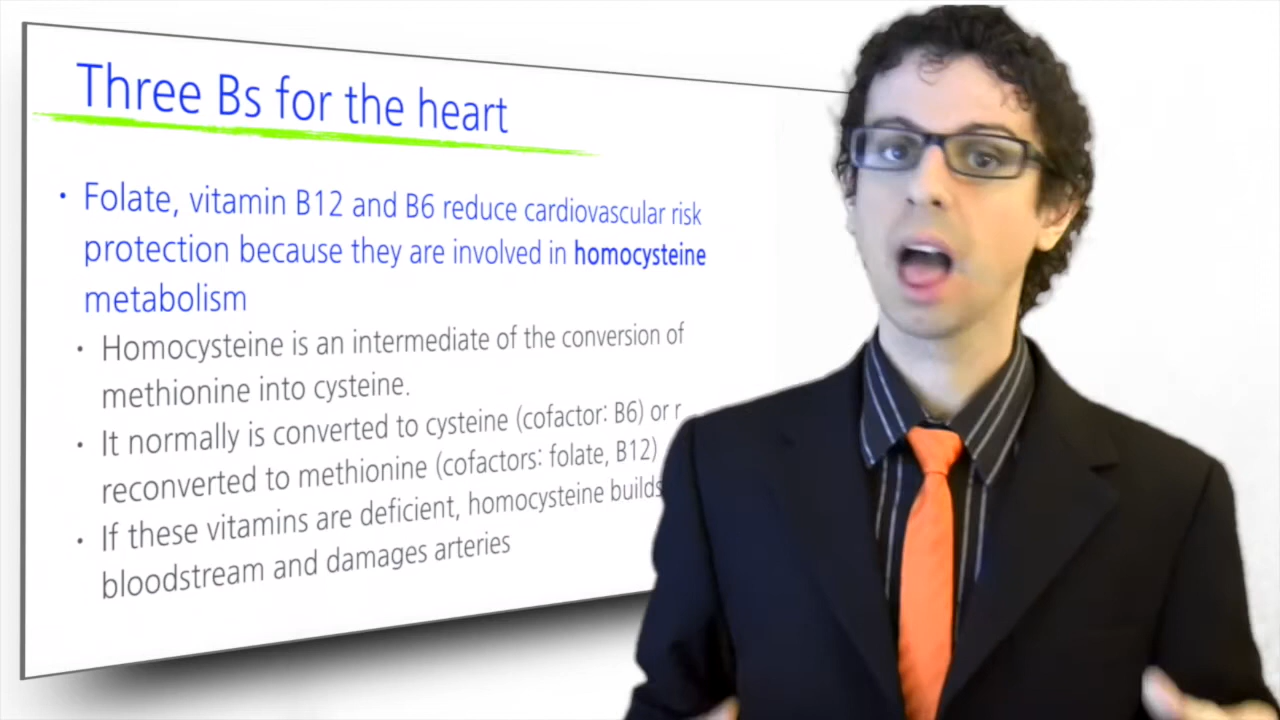 Three Bs for the heart
• Folate, vitamin B12 and B6 reduce cardiovascular risk
protection because they are involved in homocysteine
metabolism
• Homocysteine is an intermediate of the conversion of
methionine into cysteine.
• It normally is converted to cysteine (cofactor: B6) or r
reconverted to methionine (cofactors: folate, B12)
• If these vitamins are deficient, homocysteine builds
bloodstream and damages arteries